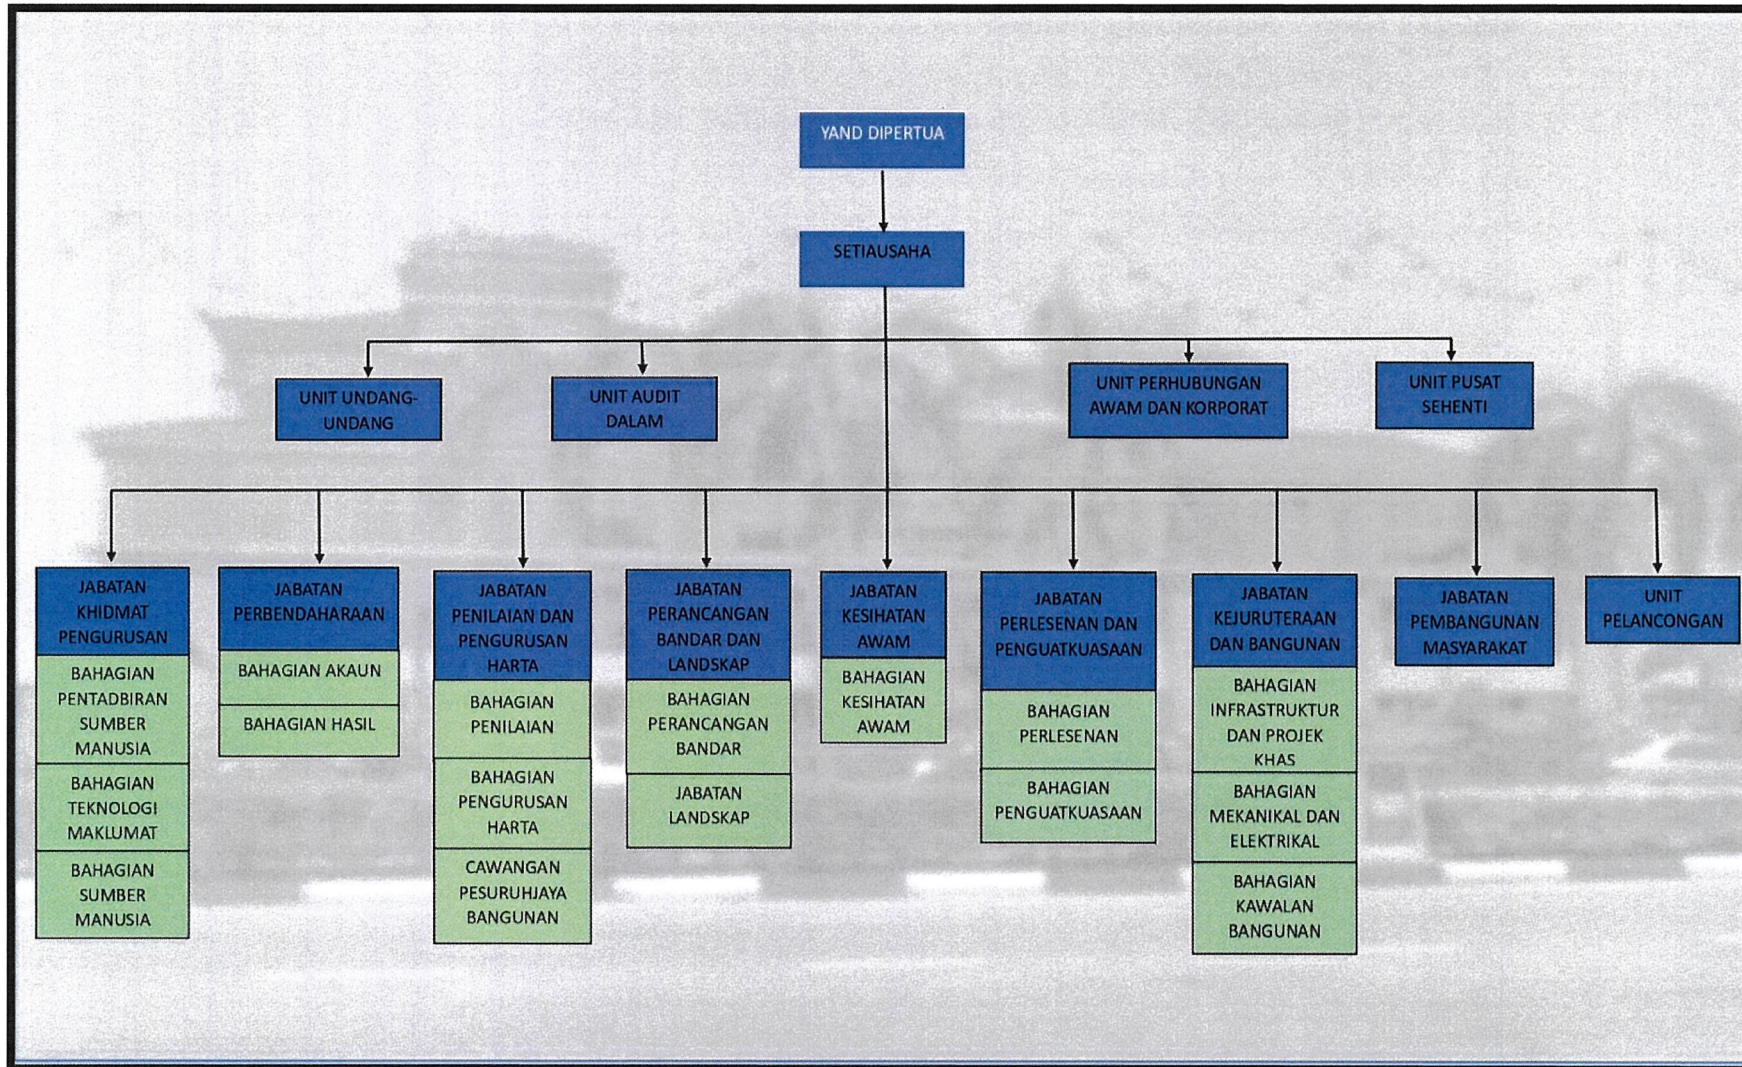 YAND DIPERTUA
SETIAUSAHA
UNIT UNDANG-
UNDANG
UNIT AUDIT
DALAM
UNIT PERHUBUNGAN
AWAM DAN KORPORAT
UNIT PUSAT
SEHENTI
JABATAN
KHIDMAT
PENGURUSAN
BAHAGIAN
PENTADBIRAN
SUMBER
MANUSIA
BAHAGIAN
TEKNOLOGI
MAKLUMAT
BAHAGIAN
SUMBER
MANUSIA
JABATAN
PERBENDAHARAAN
BAHAGIAN AKAUN
BAHAGIAN HASIL
JABATAN
PENILAIAN DAN
PENGURUSAN
HARTA
BAHAGIAN
PENILAIAN
BAHAGIAN
PENGURUSAN
HARTA
CAWANGAN
PESURUHJAYA
BANGUNAN
JABATAN
PERANCANGAN
BANDAR DAN
LANDSKAP
BAHAGIAN
PERANCANGAN
BANDAR
JABATAN
LANDSKAP
JABATAN
KESIHATAN
AWAM
BAHAGIAN
KESIHATAN
AWAM
JABATAN
PERLESENAN DAN
PENGUATKUASAAN
BAHAGIAN
PERLESENAN
BAHAGIAN
PENGUATKUASAAN
JABATAN
KEJURUTERAAN
DAN BANGUNAN
BAHAGIAN
INFRASTRUKTUR
DAN PROJEK
KHAS
BAHAGIAN
MEKANIKAL DAN
ELEKTRIKAL
BAHAGIAN
KAWALAN
BANGUNAN
JABATAN
PEMBANGUNAN
MASYARAKAT
UNIT
PELANCONGAN